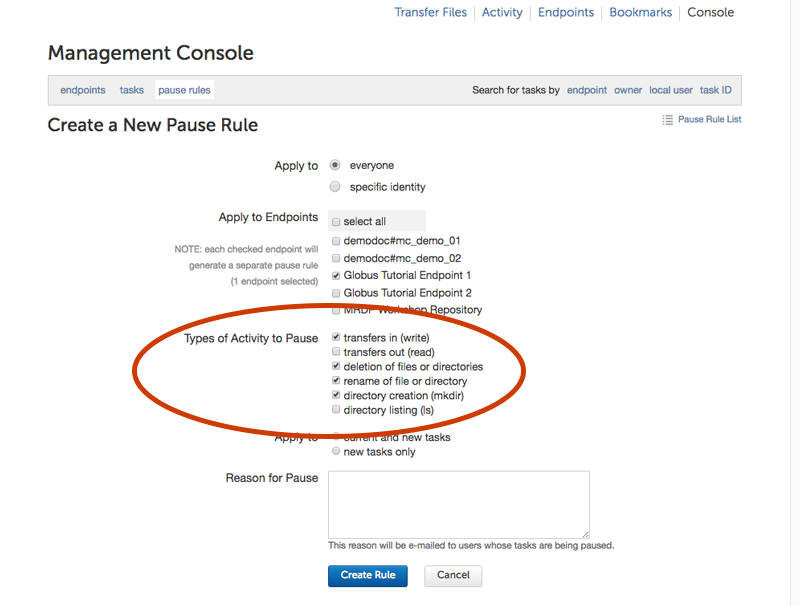 Transfer Files Activity Endpoints Bookmarks Console
Management Console
endpoints tasks pause rules Search for tasks by endpoint owner local user task ID
Create a New Pause Rule Pause Rule List
Apply to everyone
specific identity
Apply to Endpoints select all
NOTE: each checked endpoint will
generate a separate pause rule
(1 endpoint selected)
demodoc#mc_demo_01
demodoc#mc_demo_02
Globus Tutorial Endpoint 1
Globus Tutorial Endpoint 2
MRDP Workshop Repository
Types of Activity to Pause transfers in (write)
transfers out (read)
deletion of files or directories
rename of file or directory
directory creation (mkdir)
directory listing (ls)
Apply to current and new tasks
new tasks only
Reason for Pause
This reason will be e-mailed to users whose tasks are being paused.
Create Rule Cancel